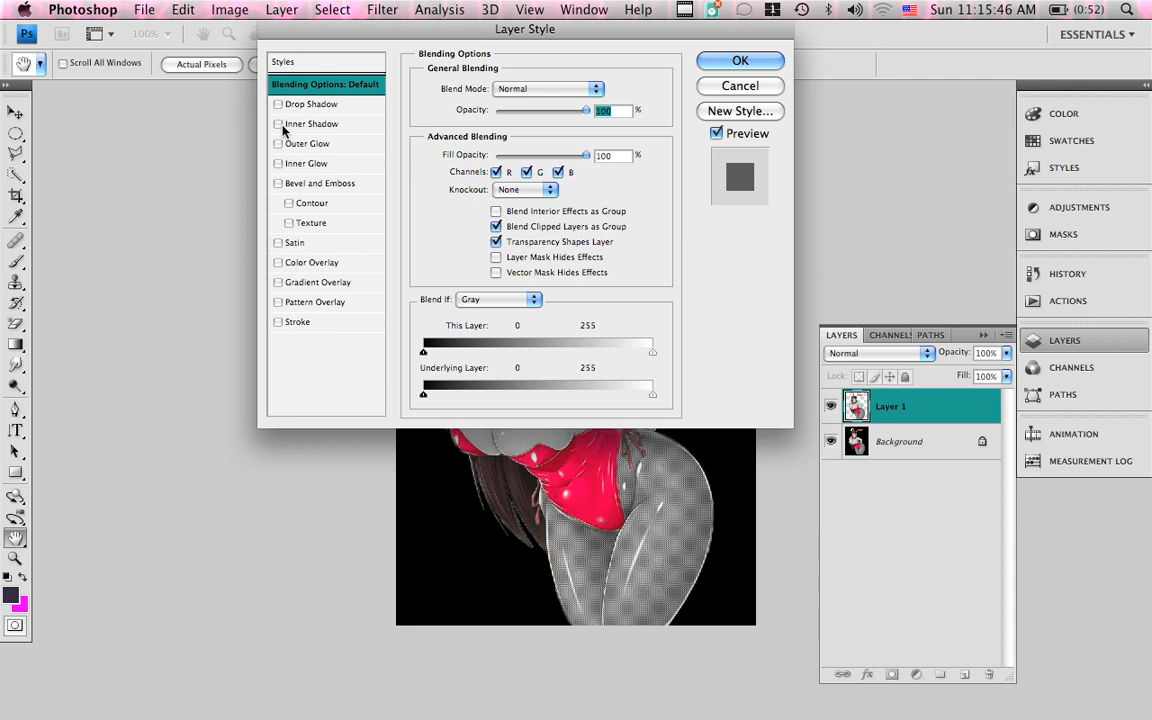 Photoshop File Edit Image Layer Select Filter Analysis 3D View Window Help (0:52) Sun 11:15:46 AM
Ps Br 100% ESSENTIALS
Scroll All Windows Actual Pixels
Layer Style
Styles
Blending Options: Default
Drop Shadow
Inner Shadow
Outer Glow
Inner Glow
Bevel and Emboss
Contour
Texture
Satin
Color Overlay
Gradient Overlay
Pattern Overlay
Stroke
Blending Options
General Blending
Blend Mode: Normal
Opacity: 100 %
Advanced Blending
Fill Opacity: 100 %
Channels: R G B
Knockout: None
Blend Interior Effects as Group
Blend Clipped Layers as Group
Transparency Shapes Layer
Layer Mask Hides Effects
Vector Mask Hides Effects
Blend If: Gray
This Layer: 0 255
Underlying Layer: 0 255
OK
Cancel
New Style...
Preview
COLOR
SWATCHES
STYLES
ADJUSTMENTS
MASKS
HISTORY
ACTIONS
LAYERS
CHANNELS
PATHS
ANIMATION
MEASUREMENT LOG
LAYERS CHANNELS PATHS
Normal Opacity: 100%
Lock: Fill: 100%
Layer 1
Background
fx